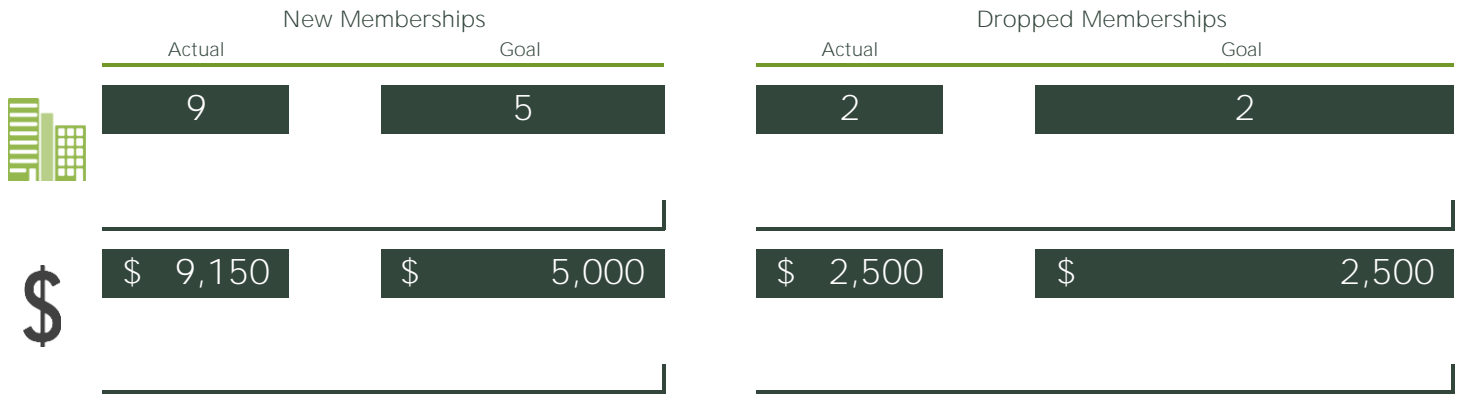 New Memberships Dropped Memberships
Actual Goal Actual Goal
9 5 2 2
$ 9,150 $ 5,000 $ 2,500 $ 2,500
$